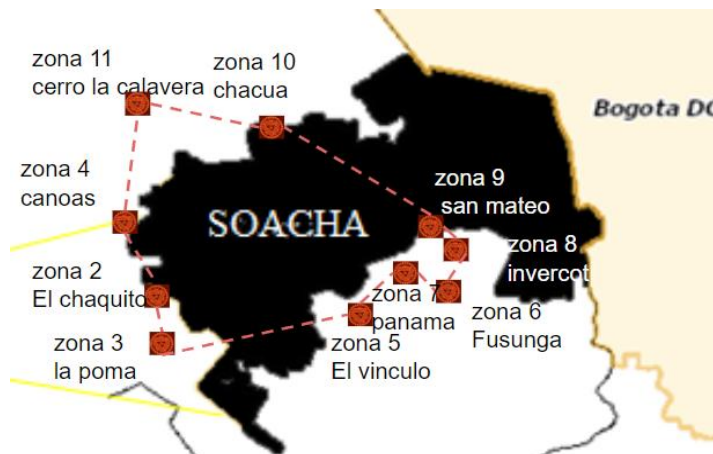 zona 11
cerro la calavera
zona 10
chacua
Bogota DC
zona 4
canoas
zona 9
san mateo
SOACHA
zona 8
invercot
zona 2
El chaquito
zona 7
panama
zona 6
Fusunga
zona 3
la poma
zona 5
El vinculo